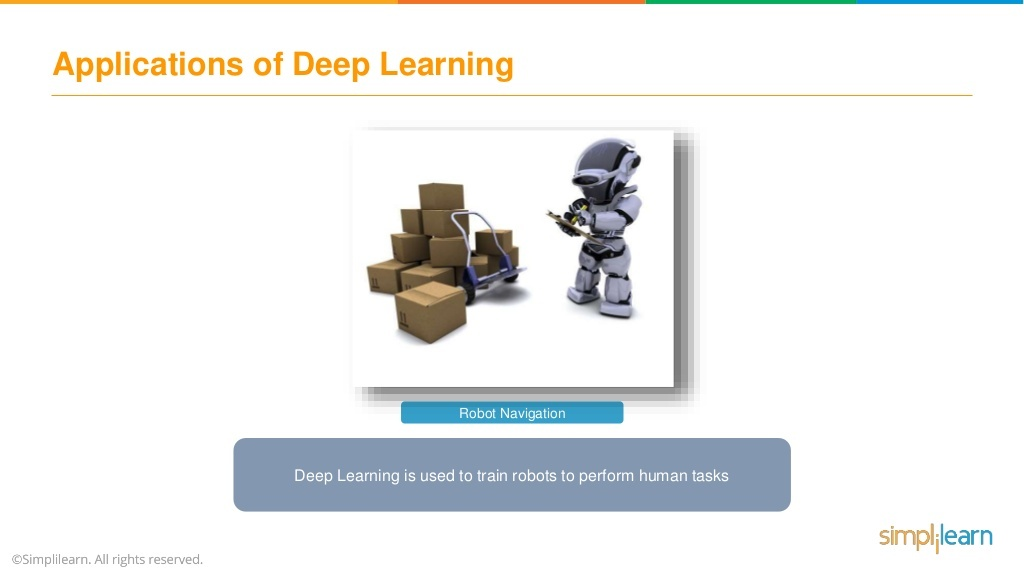 Applications of Deep Learning
Robot Navigation
Deep Learning is used to train robots to perform human tasks
simplilearn
©Simplilearn. All rights reserved.